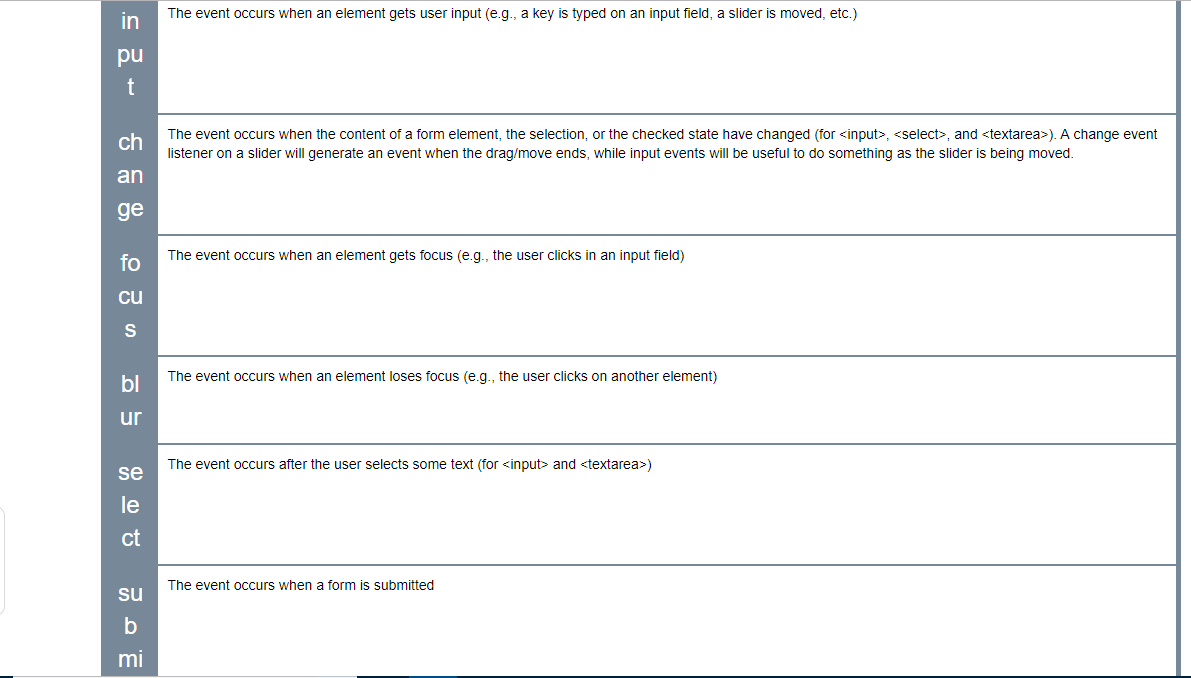 in
pu
t
The event occurs when an element gets user input (e.g., a key is typed on an input field, a slider is moved, etc.)
ch
an
ge
The event occurs when the content of a form element, the selection, or the checked state have changed (for <input>, <select>, and <textarea>). A change event
listener on a slider will generate an event when the drag/move ends, while input events will be useful to do something as the slider is being moved.
fo
cu
s
The event occurs when an element gets focus (e.g., the user clicks in an input field)
bl
ur
The event occurs when an element loses focus (e.g., the user clicks on another element)
se
le
ct
The event occurs after the user selects some text (for <input> and <textarea>)
su
b
mi
The event occurs when a form is submitted